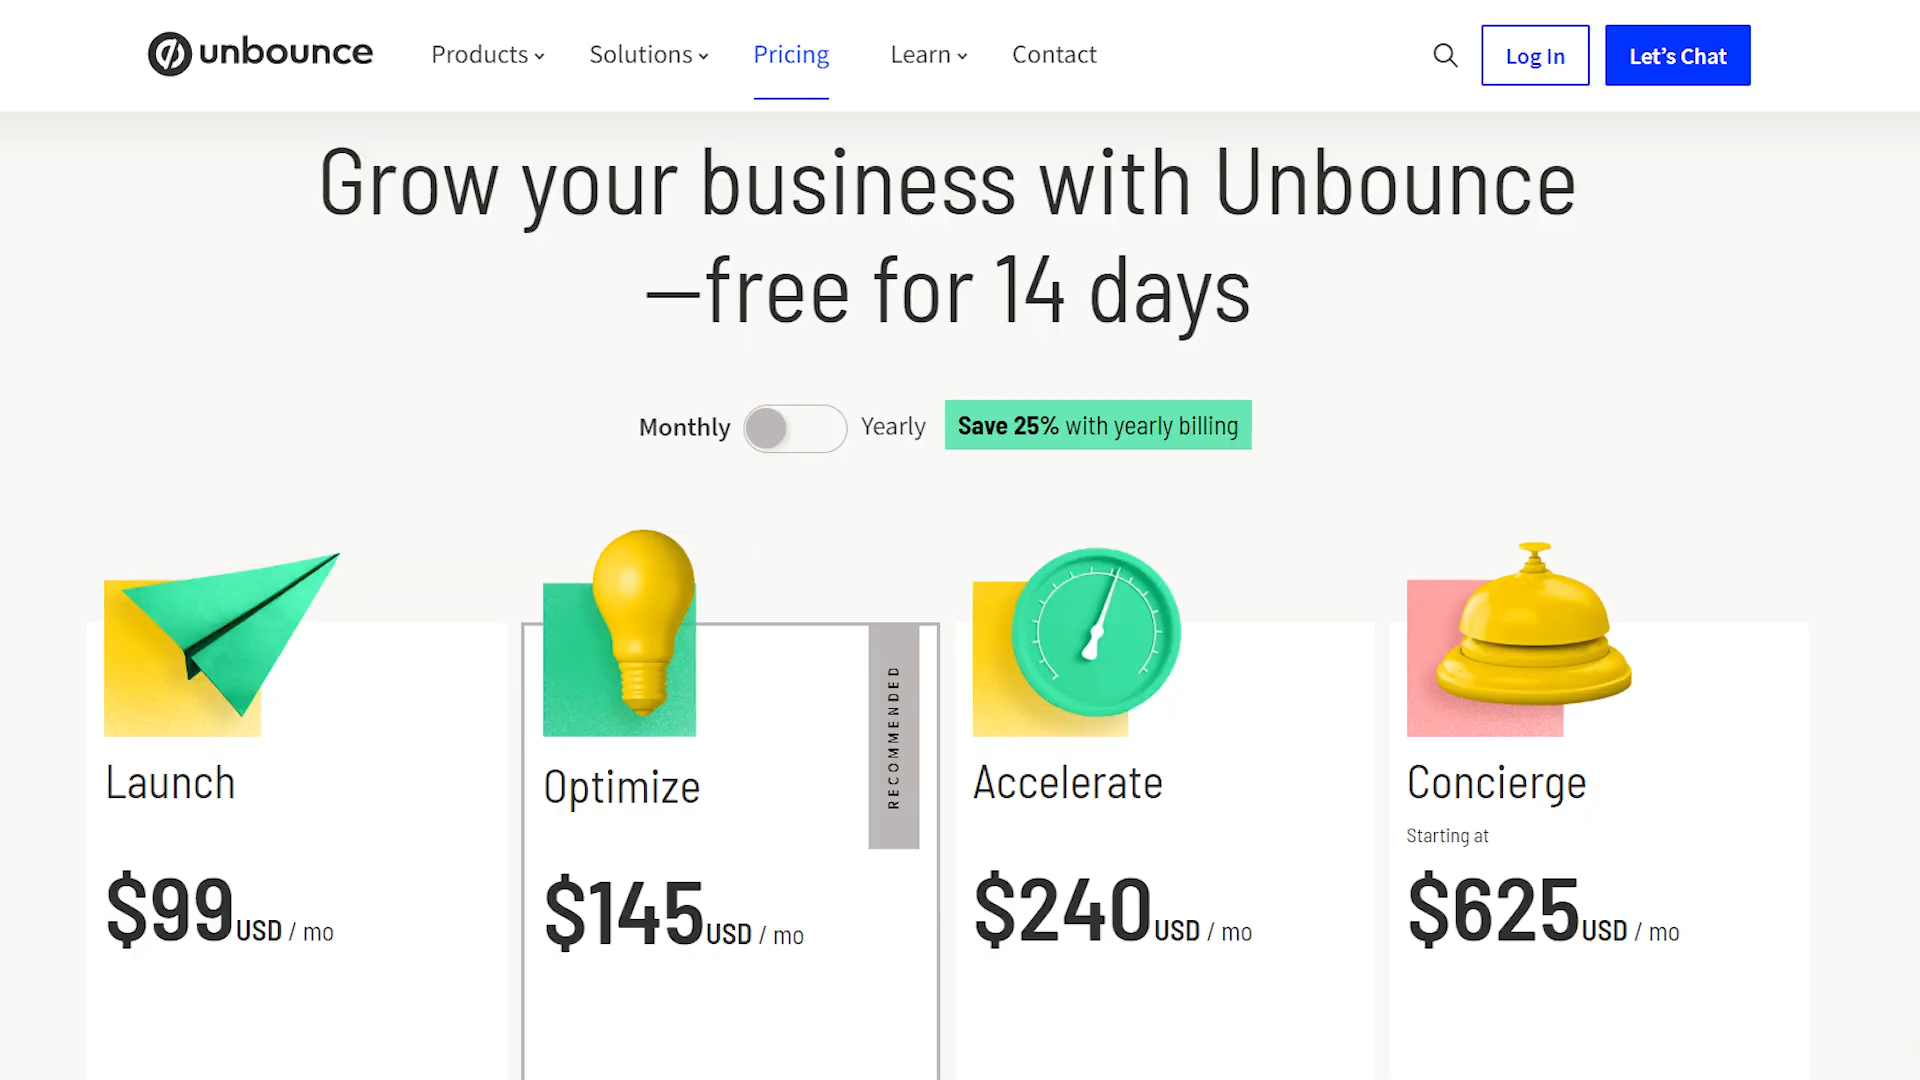 unbounce
Products
Solutions
Pricing
Learn
Contact
Log In
Let's Chat
Grow your business with Unbounce
—free for 14 days
Monthly
Yearly
Save 25% with yearly billing
RECOMMENDED
Launch
$99USD / mo
Optimize
$145USD / mo
Accelerate
$240USD / mo
Concierge
Starting at
$625USD / mo